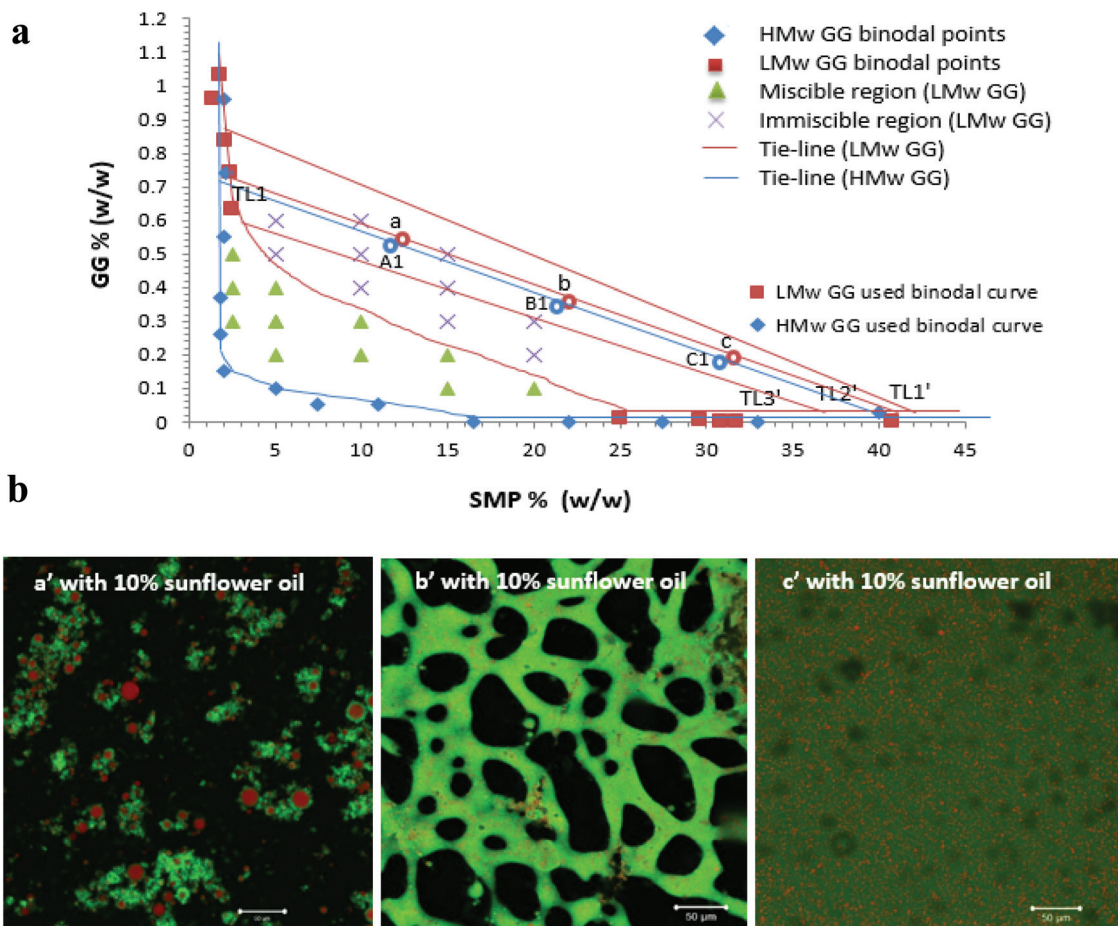 a
HMw GG binodal points
LMw GG binodal points
Miscible region (LMw GG)
Immiscible region (LMw GG)
Tie-line (LMw GG)
Tie-line (HMw GG)
LMw GG used binodal curve
HMw GG used binodal curve
GG % (w/w)
1.2
1.1
1
0.9
0.8
0.7
0.6
0.5
0.4
0.3
0.2
0.1
0
TL1
a
A1
b
B1
c
C1
TL3'
TL2'
TL1'
0
5
10
15
20
25
30
35
40
45
SMP % (w/w)
b
a' with 10% sunflower oil
b' with 10% sunflower oil
c' with 10% sunflower oil
50 µm
50 µm
50 µm